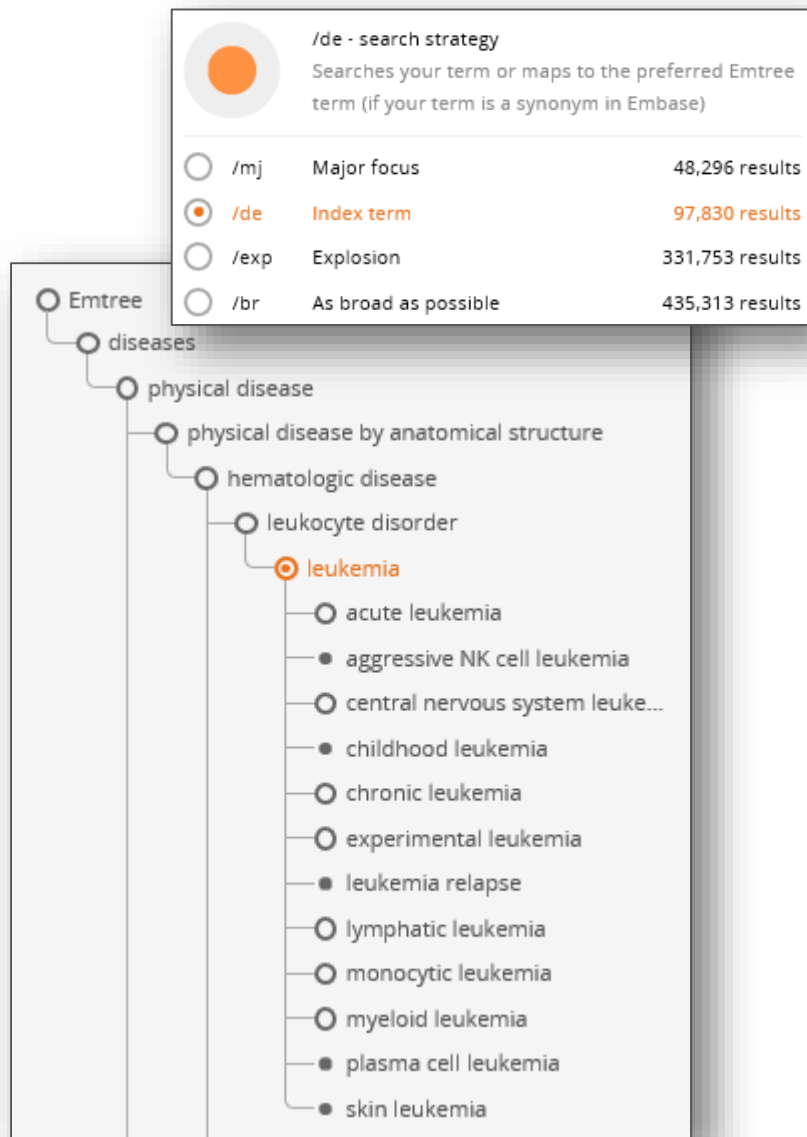 /de - search strategy
Searches your term or maps to the preferred Emtree
term (if your term is a synonym in Embase)
/mj Major focus 48,296 results
/de Index term 97,830 results
/exp Explosion 331,753 results
/br As broad as possible 435,313 results
Emtree
diseases
physical disease
physical disease by anatomical structure
hematologic disease
leukocyte disorder
leukemia
acute leukemia
aggressive NK cell leukemia
central nervous system leuke...
childhood leukemia
chronic leukemia
experimental leukemia
leukemia relapse
lymphatic leukemia
monocytic leukemia
myeloid leukemia
plasma cell leukemia
skin leukemia